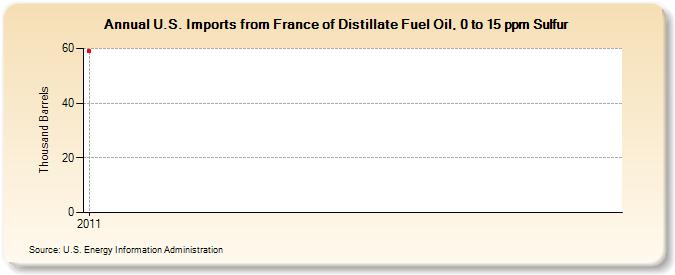 Annual U.S. Imports from France of Distillate Fuel Oil, 0 to 15 ppm Sulfur
Thousand Barrels
60
40
20
0
2011
Source: U.S. Energy Information Administration